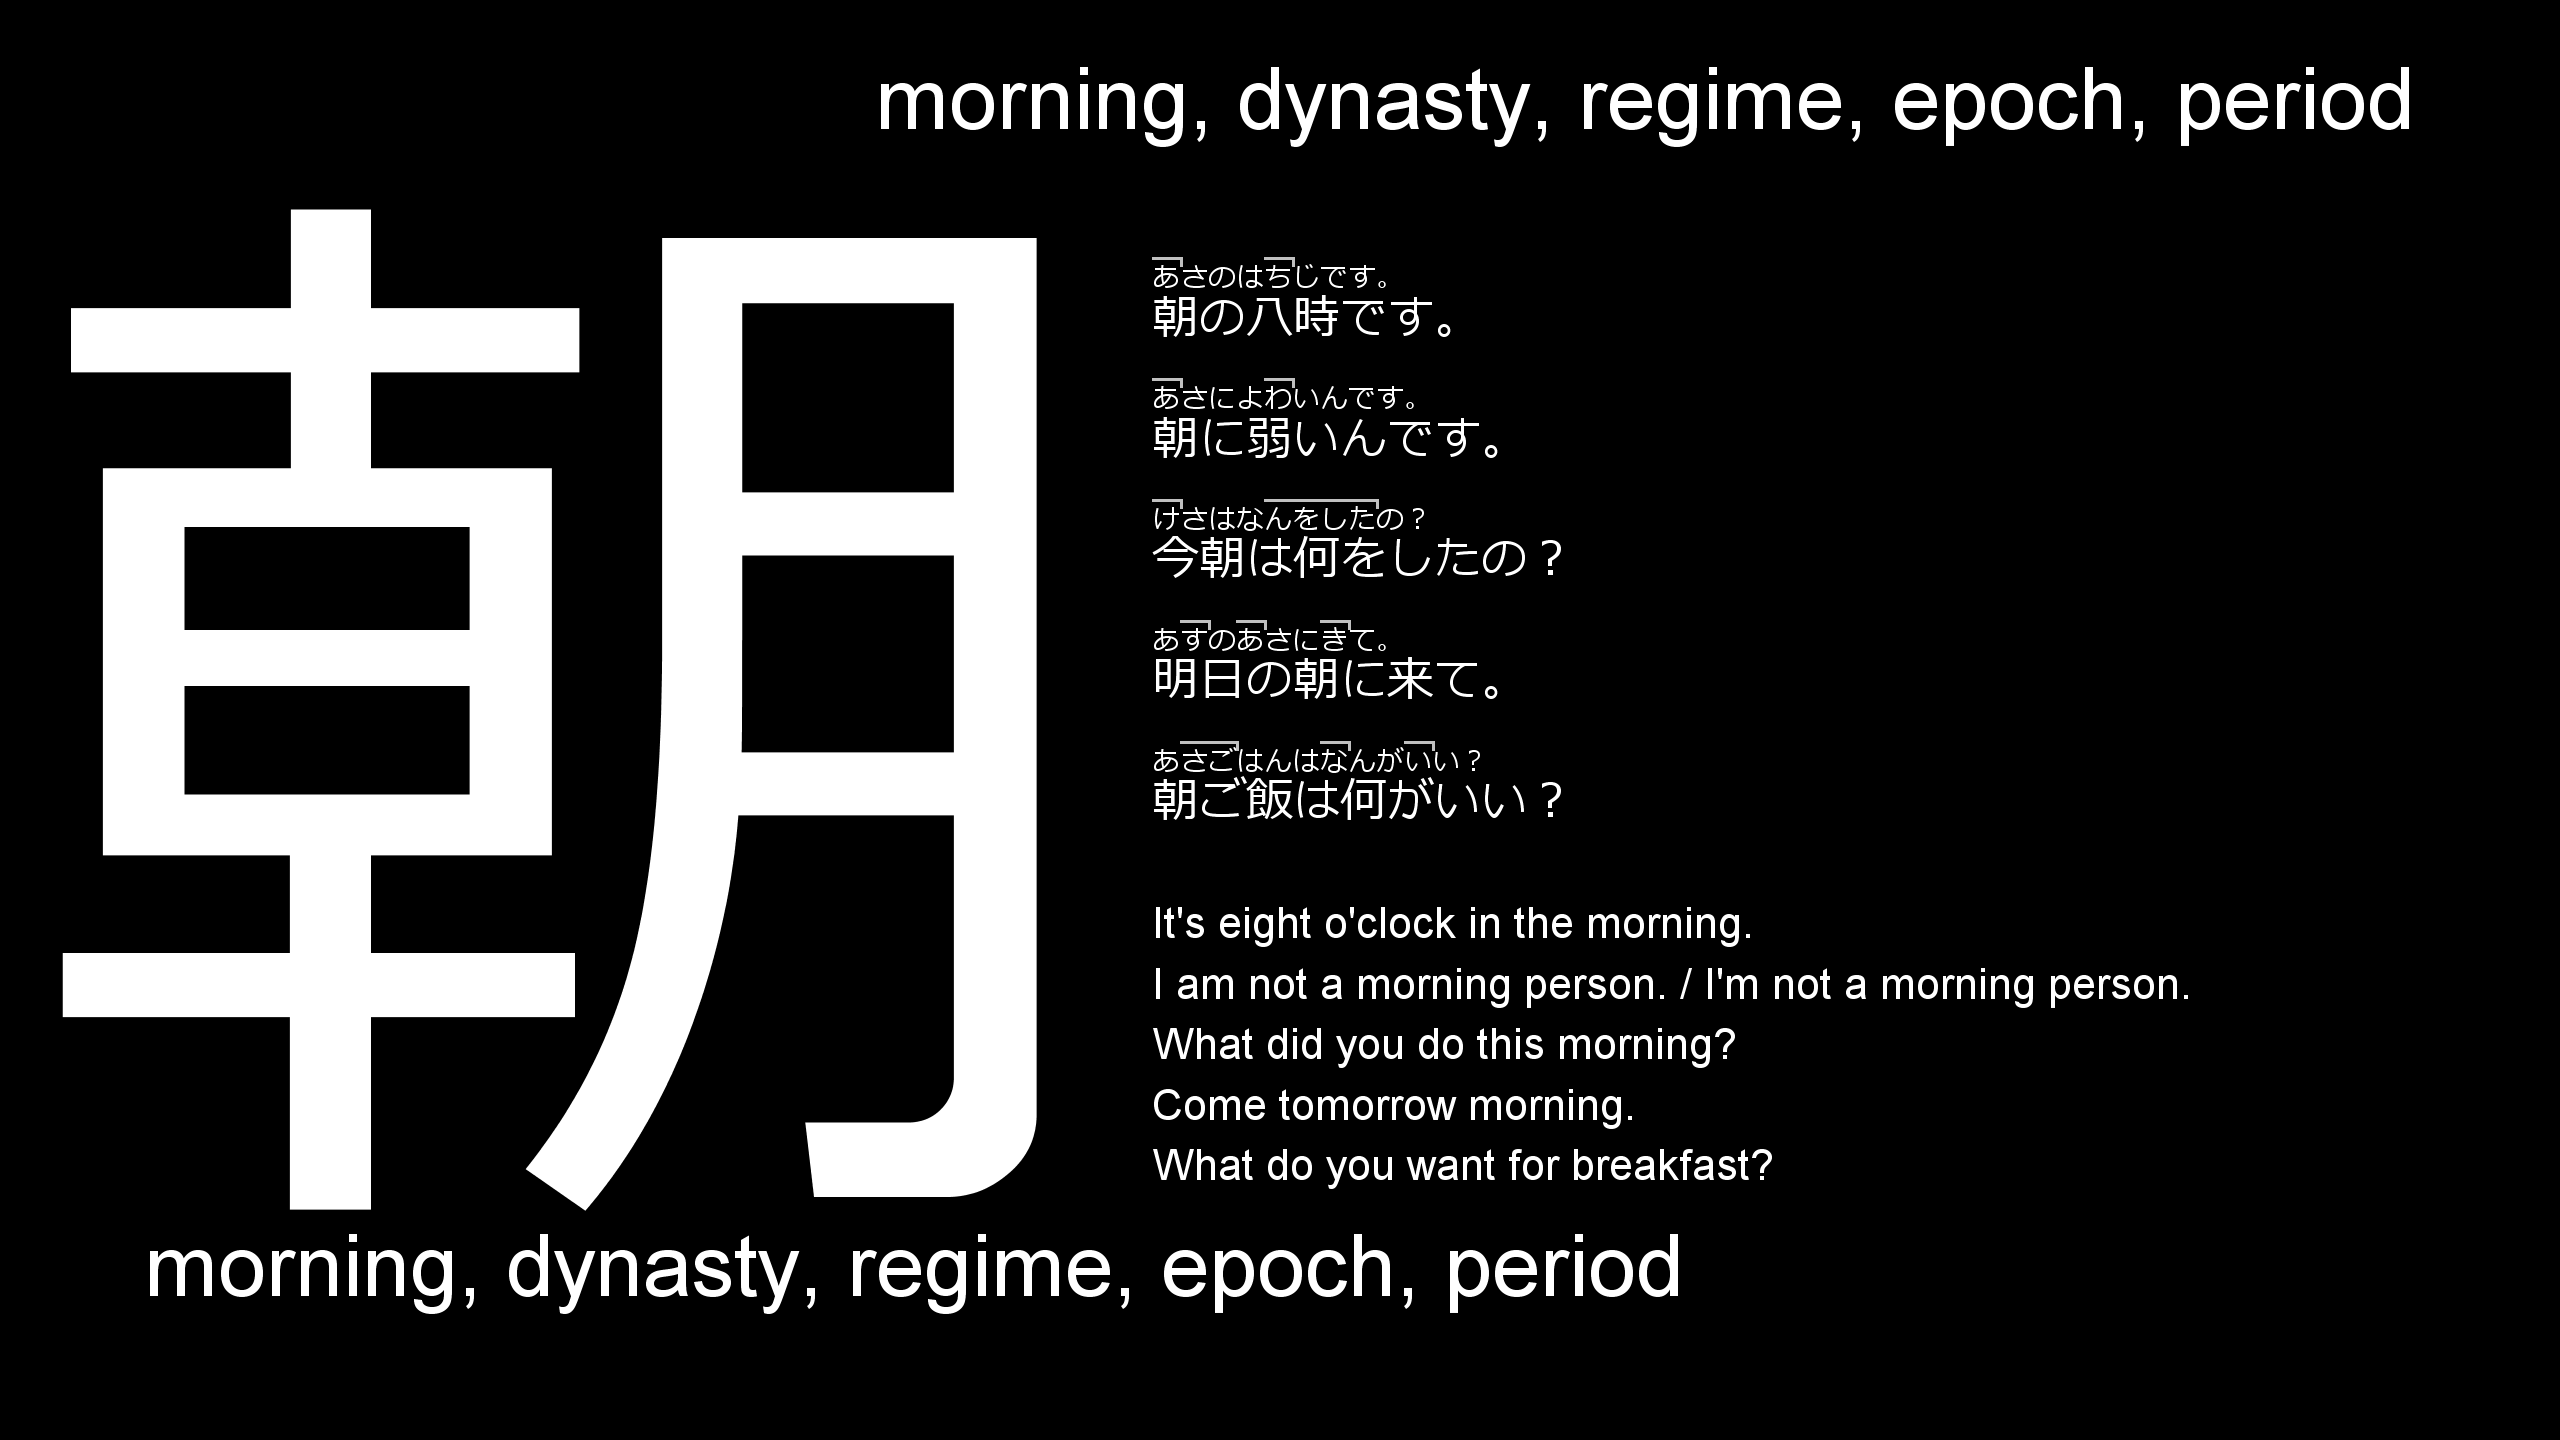 morning, dynasty, regime, epoch, period
朝
あさのはちじです。
朝の八時です。
あさによわいんです。
朝に弱いんです。
けさはなんをしたの？
今朝は何をしたの？
あすのあさにきて。
明日の朝に来て。
あさごはんはなんがいい？
朝ご飯は何がいい？
It's eight o'clock in the morning.
I am not a morning person. / I'm not a morning person.
What did you do this morning?
Come tomorrow morning.
What do you want for breakfast?
morning, dynasty, regime, epoch, period